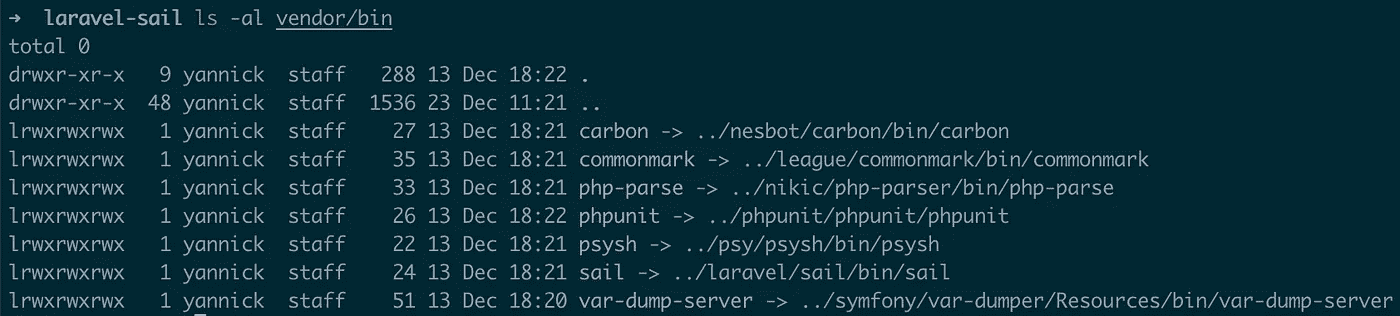 ➜  laravel-sail ls -al vendor/bin
total 0
drwxr-xr-x   9 yannick  staff   288 13 Dec 18:22 .
drwxr-xr-x  48 yannick  staff  1536 23 Dec 11:21 ..
lrwxrwxrwx   1 yannick  staff    27 13 Dec 18:21 carbon -> ../nesbot/carbon/bin/carbon
lrwxrwxrwx   1 yannick  staff    35 13 Dec 18:21 commonmark -> ../league/commonmark/bin/commonmark
lrwxrwxrwx   1 yannick  staff    33 13 Dec 18:21 php-parse -> ../nikic/php-parser/bin/php-parse
lrwxrwxrwx   1 yannick  staff    26 13 Dec 18:22 phpunit -> ../phpunit/phpunit/phpunit
lrwxrwxrwx   1 yannick  staff    22 13 Dec 18:21 psysh -> ../psy/psysh/bin/psysh
lrwxrwxrwx   1 yannick  staff    24 13 Dec 18:21 sail -> ../laravel/sail/bin/sail
lrwxrwxrwx   1 yannick  staff    51 13 Dec 18:20 var-dump-server -> ../symfony/var-dumper/Resources/bin/var-dump-server